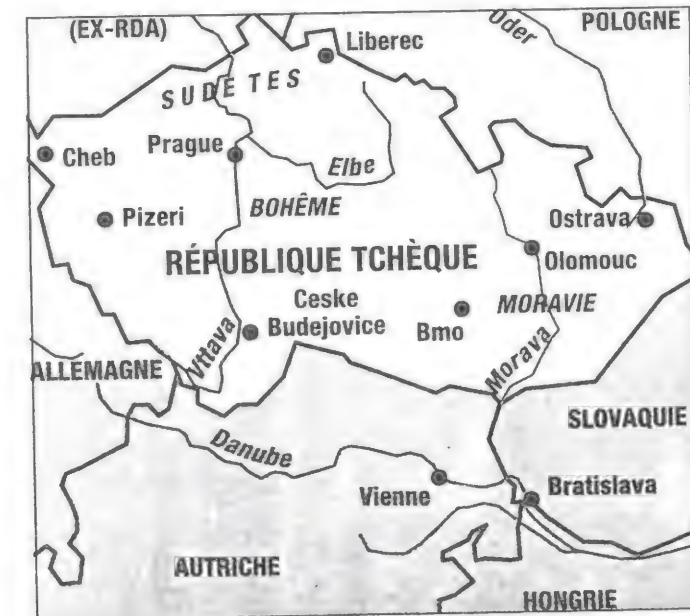 (EX-RDA)
Oder
POLOGNE
Liberec
SUDETES
Cheb
Prague
Elbe
Pizeri
BOHÊME
Ostrava
RÉPUBLIQUE TCHÈQUE
Olomouc
Ceske
Budejovice
Bmo
MORAVIE
Vttava
Morava
ALLEMAGNE
SLOVAQUIE
Danube
Vienne
Bratislava
AUTRICHE
HONGRIE